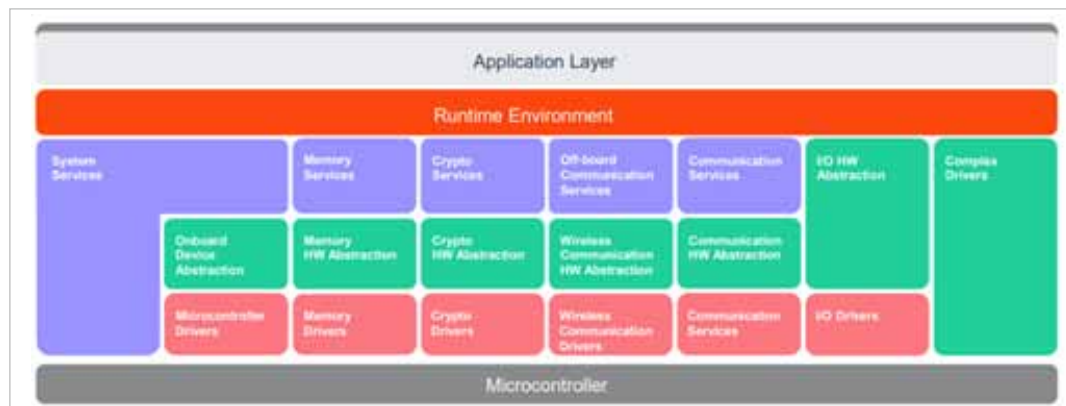 Application Layer
Runtime Environment
System
Services
Memory
Services
Crypto
Services
Off-board
Communication
Services
Communication
Services
I/O HW
Abstraction
Complex
Drivers
Onboard
Device
Abstraction
Memory
HW Abstraction
Crypto
HW Abstraction
Wireless
Communication
HW Abstraction
Communication
HW Abstraction
Microcontroller
Drivers
Memory
Drivers
Crypto
Drivers
Wireless
Communication
Drivers
Communication
Services
I/O Drivers
Microcontroller